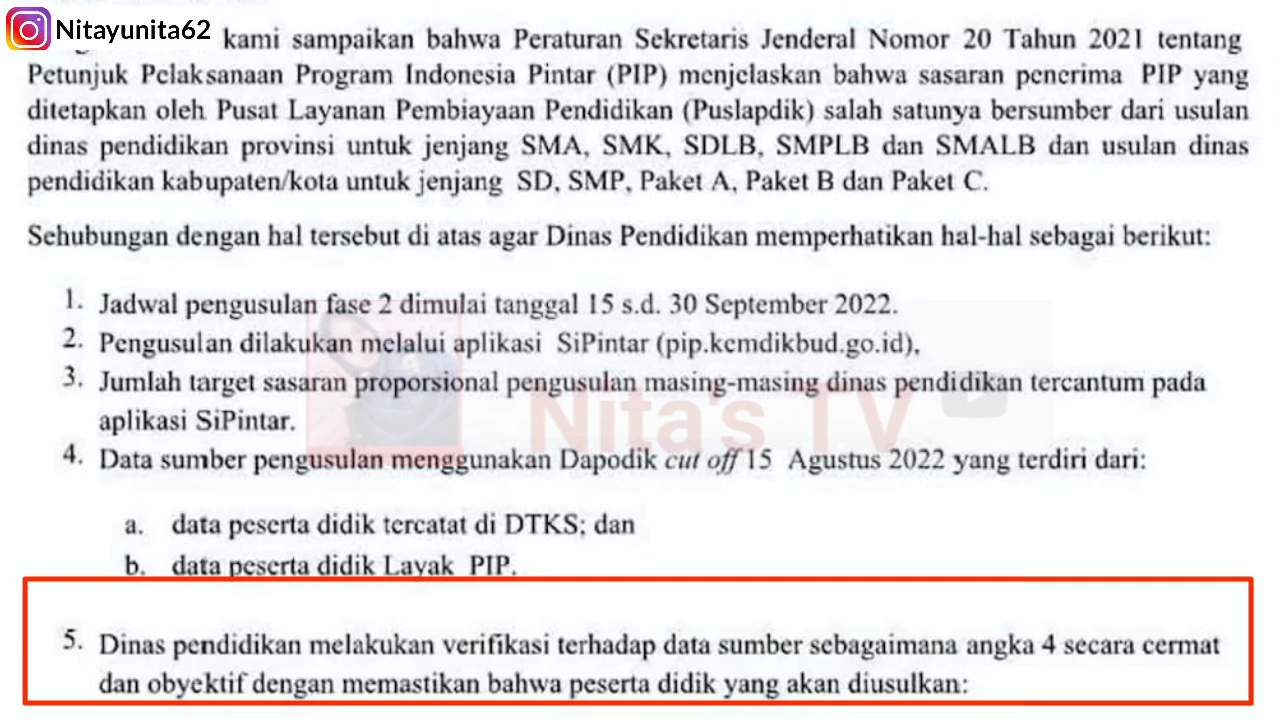 Nitayunita62
kami sampaikan bahwa Peraturan Sekretaris Jenderal Nomor 20 Tahun 2021 tentang
Petunjuk Pelaksanaan Program Indonesia Pintar (PIP) menjelaskan bahwa sasaran penerima PIP yang
ditetapkan oleh Pusat Layanan Pembiayaan Pendidikan (Puslapdik) salah satunya bersumber dari usulan
dinas pendidikan provinsi untuk jenjang SMA, SMK, SDLB, SMPLB dan SMALB dan usulan dinas
pendidikan kabupaten/kota untuk jenjang SD, SMP, Paket A, Paket B dan Paket C.
Sehubungan dengan hal tersebut di atas agar Dinas Pendidikan memperhatikan hal-hal sebagai berikut:
1. Jadwal pengusulan fase 2 dimulai tanggal 15 s.d. 30 September 2022.
2. Pengusulan dilakukan melalui aplikasi SiPintar (pip.kemdikbud.go.id),
3. Jumlah target sasaran proporsional pengusulan masing-masing dinas pendidikan tercantum pada
aplikasi SiPintar.
Nita's TV
4. Data sumber pengusulan menggunakan Dapodik cut off 15 Agustus 2022 yang terdiri dari:
a. data peserta didik tercatat di DTKS; dan
b. data peserta didik Layak PIP.
5. Dinas pendidikan melakukan verifikasi terhadap data sumber sebagaimana angka 4 secara cermat
dan obyektif dengan memastikan bahwa peserta didik yang akan diusulkan: